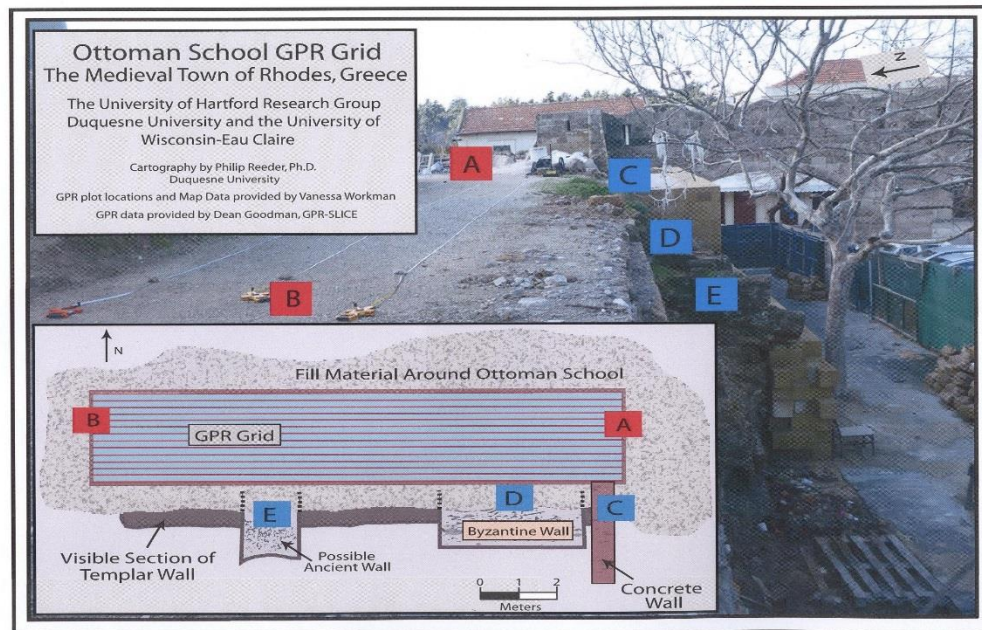 Ottoman School GPR Grid
The Medieval Town of Rhodes, Greece
The University of Hartford Research Group
Duquesne University and the University of
Wisconsin-Eau Claire
Cartography by Philip Reeder, Ph.D.
Duquesne University
GPR plot locations and Map Data provided by Vanessa Workman
GPR data provided by Dean Goodman, GPR-SLICE
N
A
C
D
B
E
N
Fill Material Around Ottoman School
B
A
GPR Grid
E
D
C
Byzantine Wall
Visible Section of
Templar Wall
Possible
Ancient Wall
0 1 2
Meters
Concrete
Wall